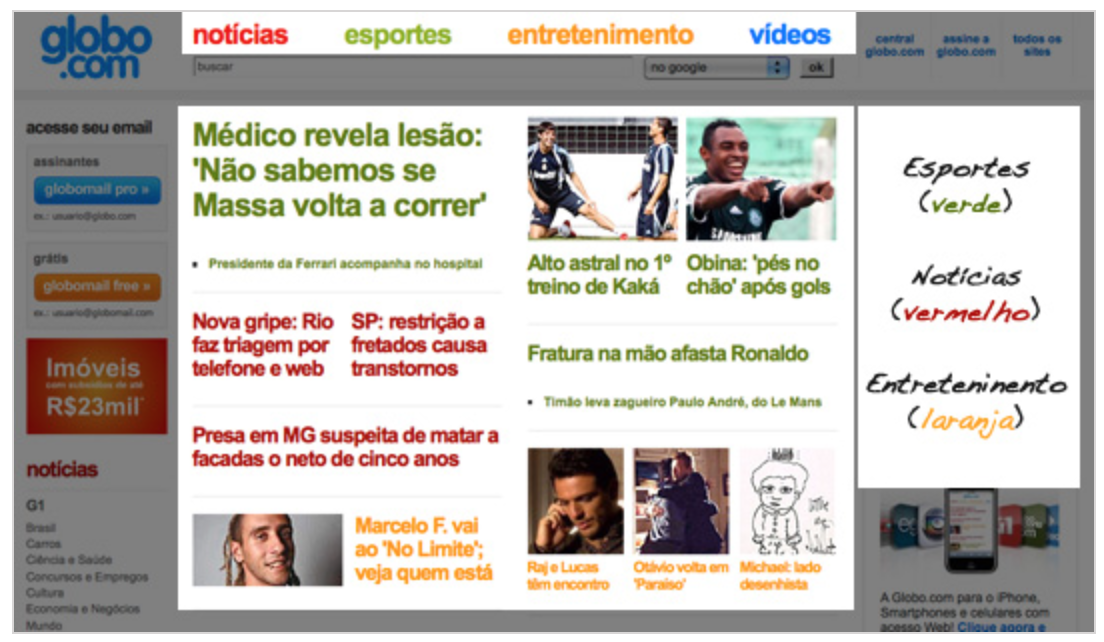 globo
.com
notícias
esportes
entretenimento
vídeos
central
globo.com
assine a
globo.com
todos os
sites
buscar
no google
ok
acesse seu email
assinantes
globomail pro »
ex.: usuario@globo.com
grátis
globomail free »
ex.: usuario@globomail.com
Imóveis
com subsídios de até
R$23mil*
notícias
G1
Brasil
Carros
Ciência e Saúde
Concursos e Empregos
Cultura
Economia e Negócios
Mundo
Médico revela lesão:
'Não sabemos se
Massa volta a correr'
Presidente da Ferrari acompanha no hospital
Nova gripe: Rio
faz triagem por
telefone e web
SP: restrição a
fretados causa
transtornos
Presa em MG suspeita de matar a
facadas o neto de cinco anos
Marcelo F. vai
ao 'No Limite';
veja quem está
Alto astral no 1º
treino de Kaká
Obina: 'pés no
chão' após gols
Fratura na mão afasta Ronaldo
Timão leva zagueiro Paulo André, do Le Mans
Raj e Lucas
têm encontro
Otávio volta em
'Paraíso'
Michael: lado
desenhista
Esportes
(verde)
Notícias
(vermelho)
Entreteninento
(laranja)
A Globo.com para o iPhone,
Smartphones e celulares com
acesso Web! Clique agora e